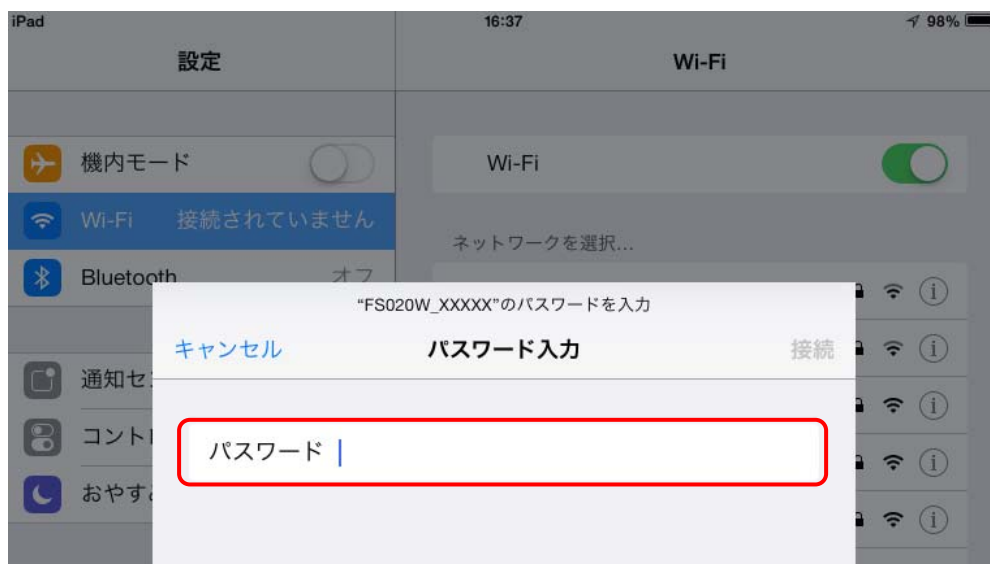 iPad 16:37 98%
設定 Wi-Fi
機内モード
Wi-Fi
Wi-Fi 接続されていません
ネットワークを選択...
Bluetooth オフ
"FS020W_XXXXX"のパスワードを入力
キャンセル パスワード入力 接続
通知セ
コント
パスワード
おやす